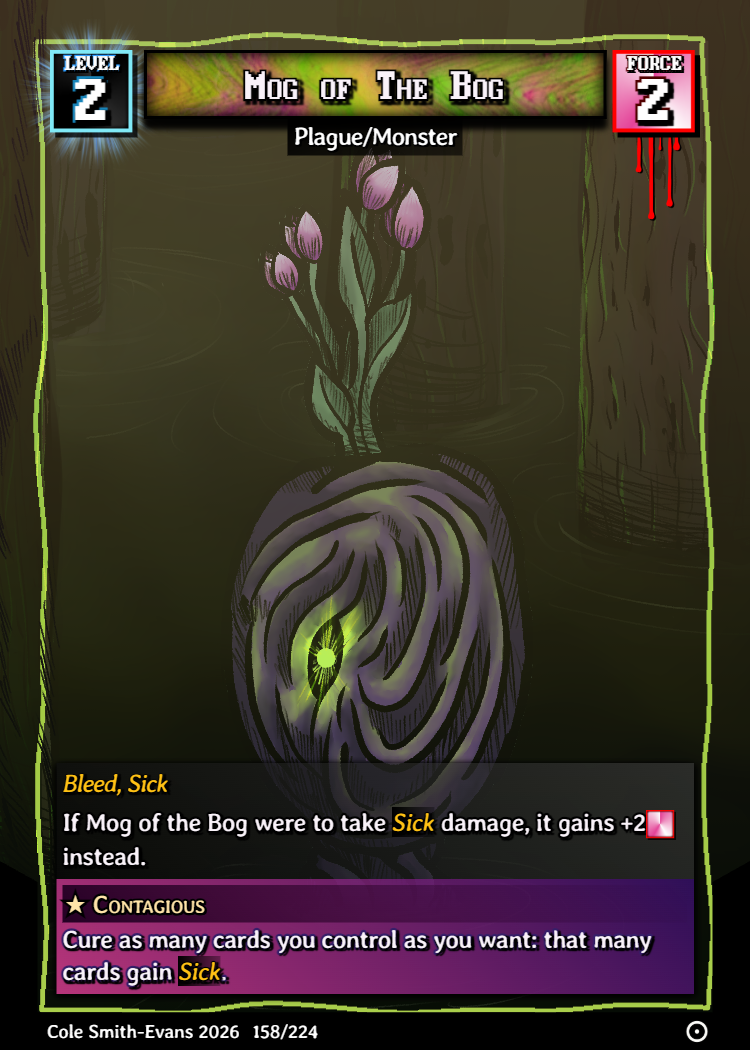 LEVEL
2
Mog of The Bog
FORCE
2
Plague/Monster
Bleed, Sick
If Mog of the Bog were to take Sick damage, it gains +2
instead.
★ Contagious
Cure as many cards you control as you want: that many
cards gain Sick.
Cole Smith-Evans 2026 158/224